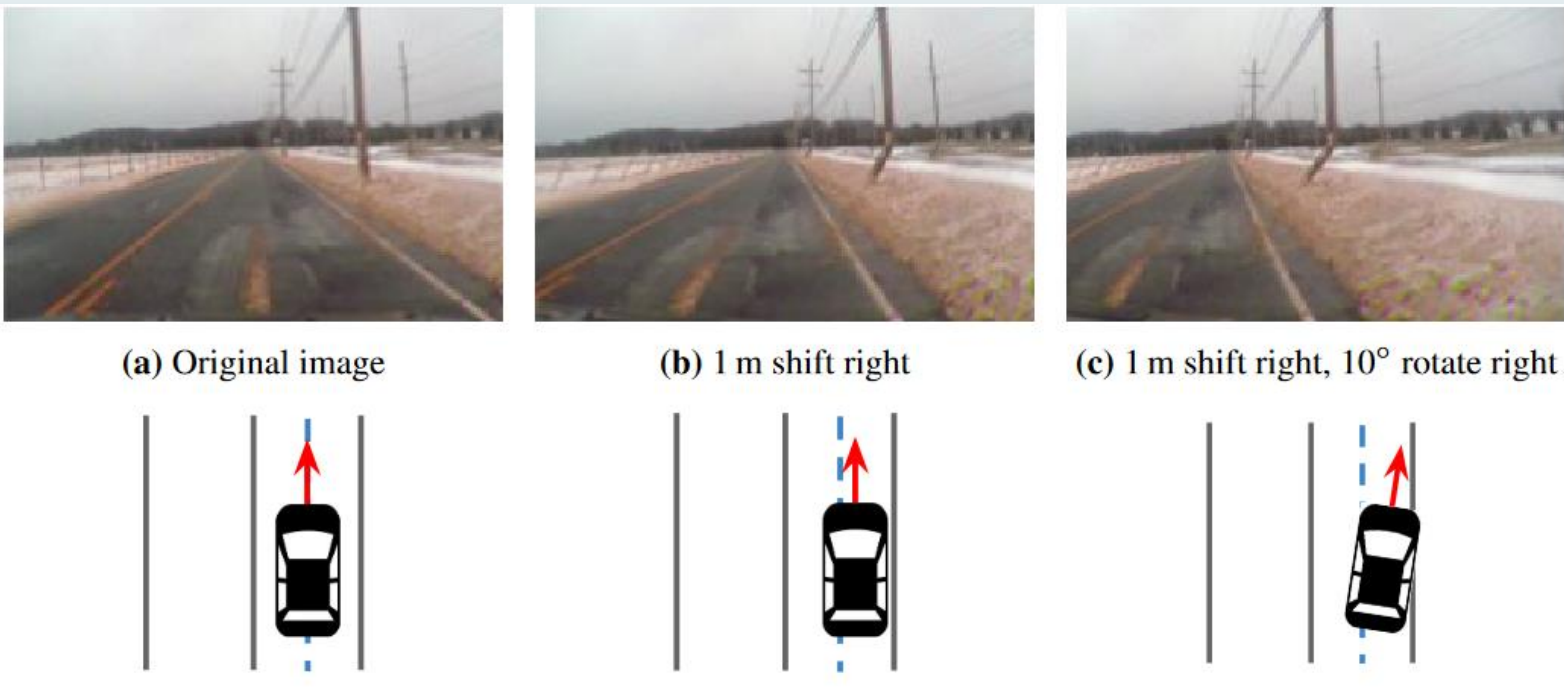 (a) Original image
(b) 1 m shift right
(c) 1 m shift right, 10° rotate right